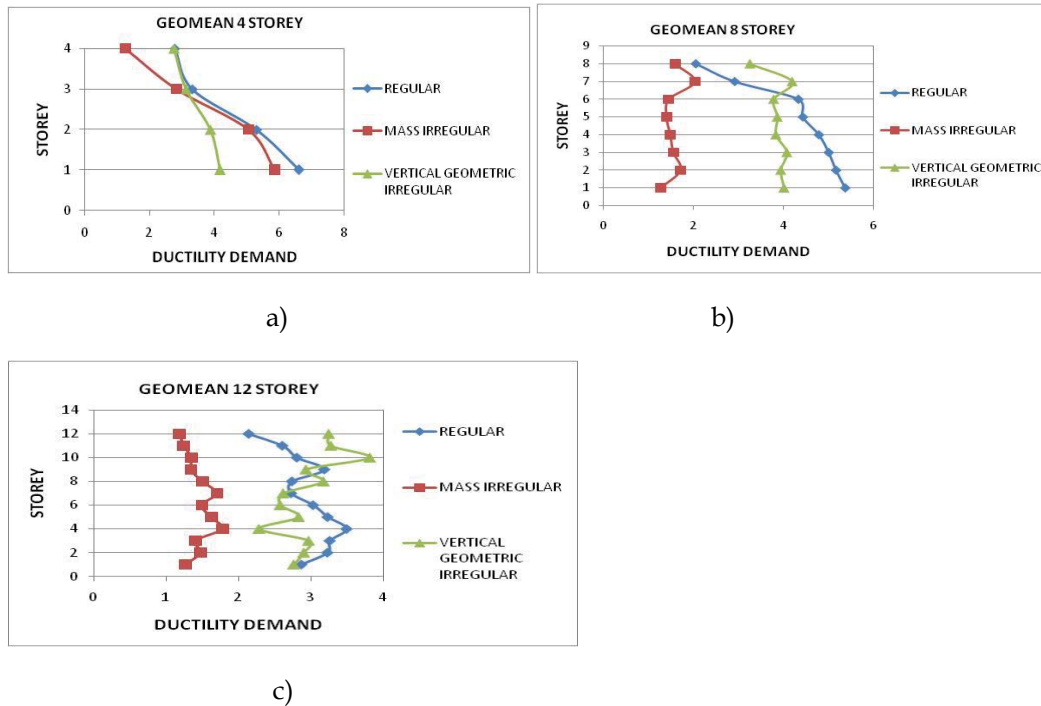 GEOMEAN 4 STOREY
4
3
2
1
0
STOREY
0 2 4 6 8
DUCTILITY DEMAND
REGULAR
MASS IRREGULAR
VERTICAL GEOMETRIC
IRREGULAR
a)
GEOMEAN 8 STOREY
9
8
7
6
5
4
3
2
1
0
STOREY
0 2 4 6
DUCTILITY DEMAND
REGULAR
MASS IRREGULAR
VERTICAL GEOMETRIC
IRREGULAR
b)
GEOMEAN 12 STOREY
14
12
10
8
6
4
2
0
STOREY
0 1 2 3 4
DUCTILITY DEMAND
REGULAR
MASS IRREGULAR
VERTICAL
GEOMETRIC
IRREGULAR
c)